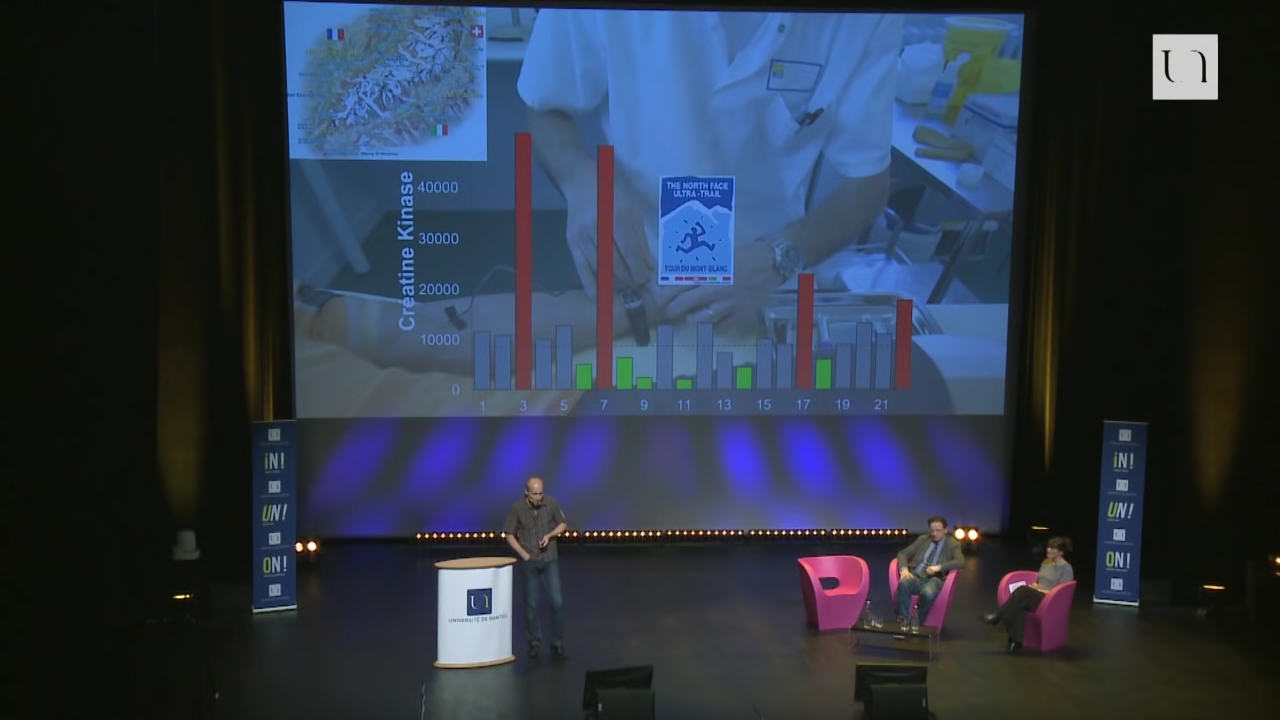 Creatine Kinase
40000
30000
20000
10000
0
1 3 5 7 9 11 13 15 17 19 21
THE NORTH FACE
ULTRA-TRAIL
TOUR DU MONT-BLANC
iN!
UN!
ON!
iN!
UN!
ON!
UNIVERSITÉ DE NANTES